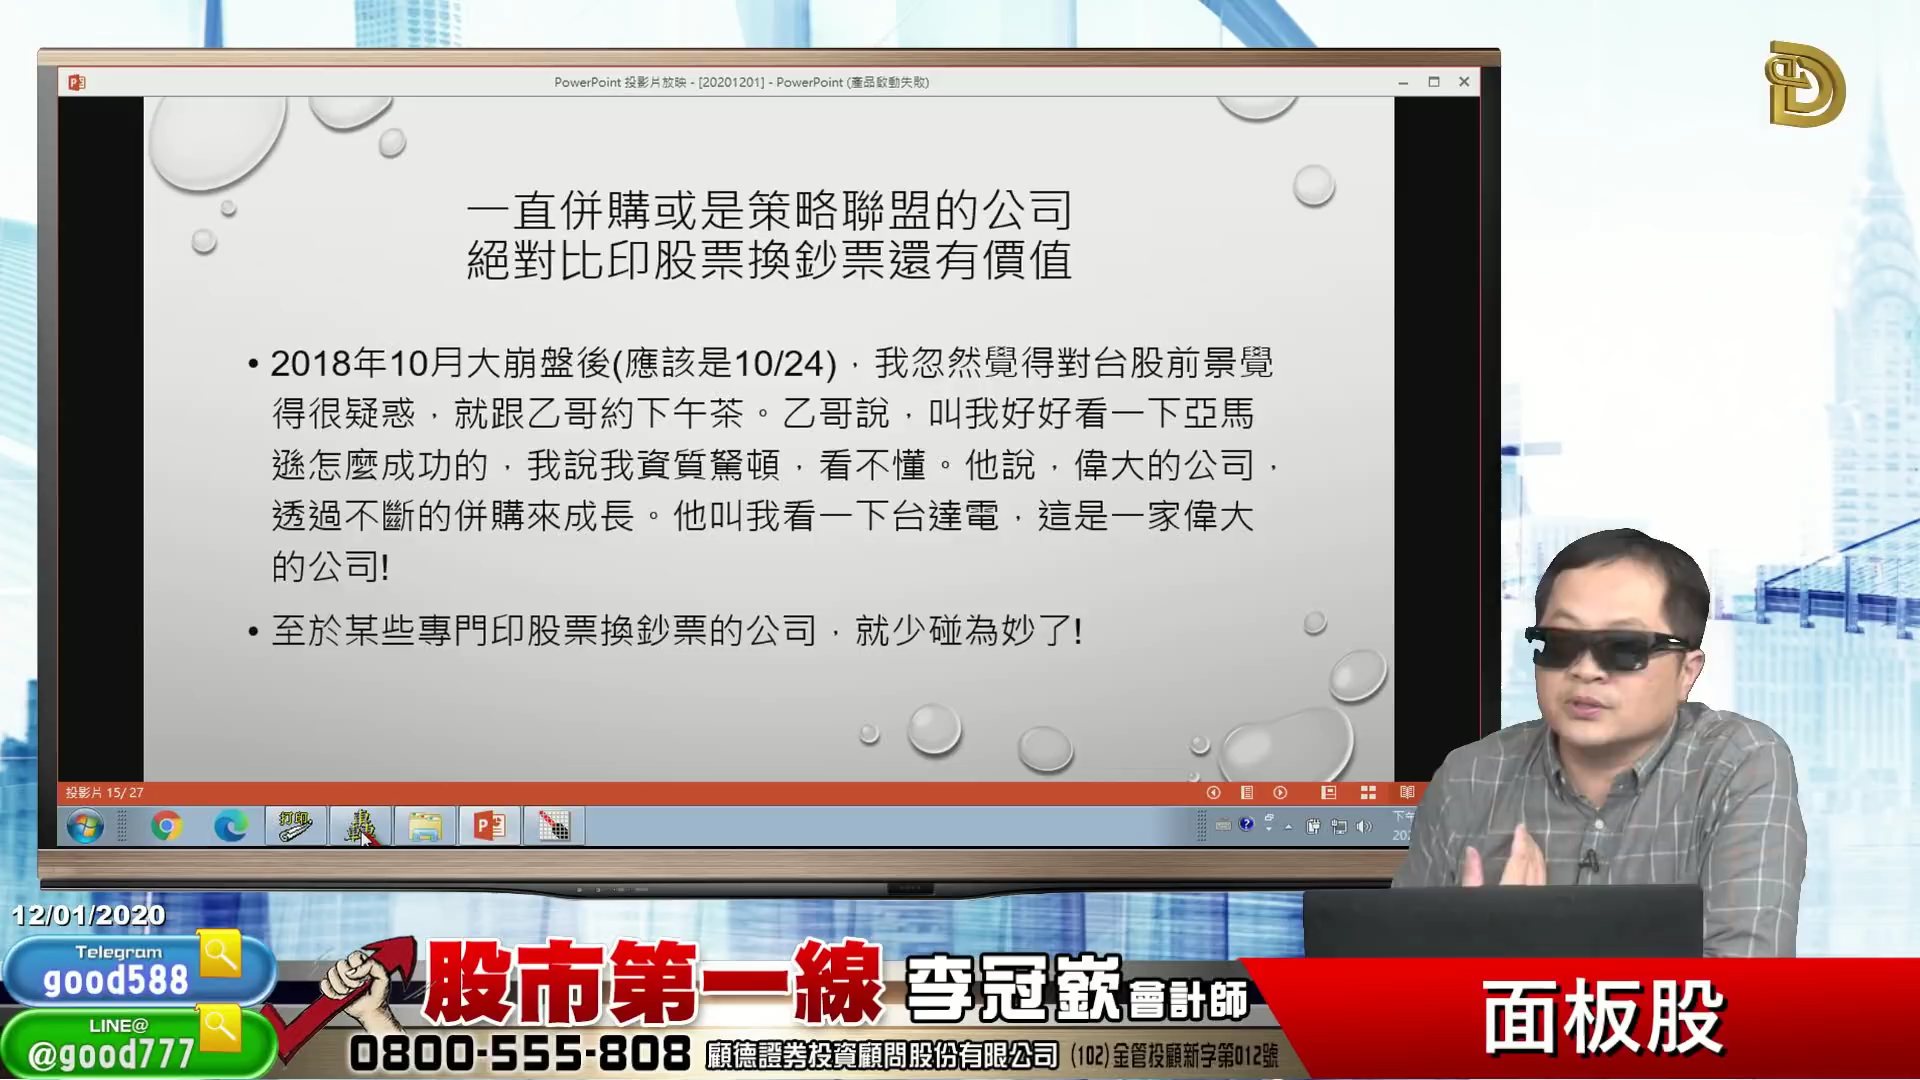 PowerPoint 投影片放映 - [20201201] - PowerPoint (產品啟動失敗)
一直併購或是策略聯盟的公司
絕對比印股票換鈔票還有價值
• 2018年10月大崩盤後(應該是10/24)，我忽然覺得對台股前景覺
得很疑惑，就跟乙哥約下午茶。乙哥說，叫我好好看一下亞馬
遜怎麼成功的，我說我資質駑頓，看不懂。他說，偉大的公司，
透過不斷的併購來成長。他叫我看一下台達電，這是一家偉大
的公司!
• 至於某些專門印股票換鈔票的公司，就少碰為妙了!
投影片 15/ 27
打印
下午
12/01/2020
Telegram
good588
LINE@
@good777
股市第一線 李冠嶔會計師
0800-555-808 顧德證券投資顧問股份有限公司 (102)金管投顧新字第012號
面板股